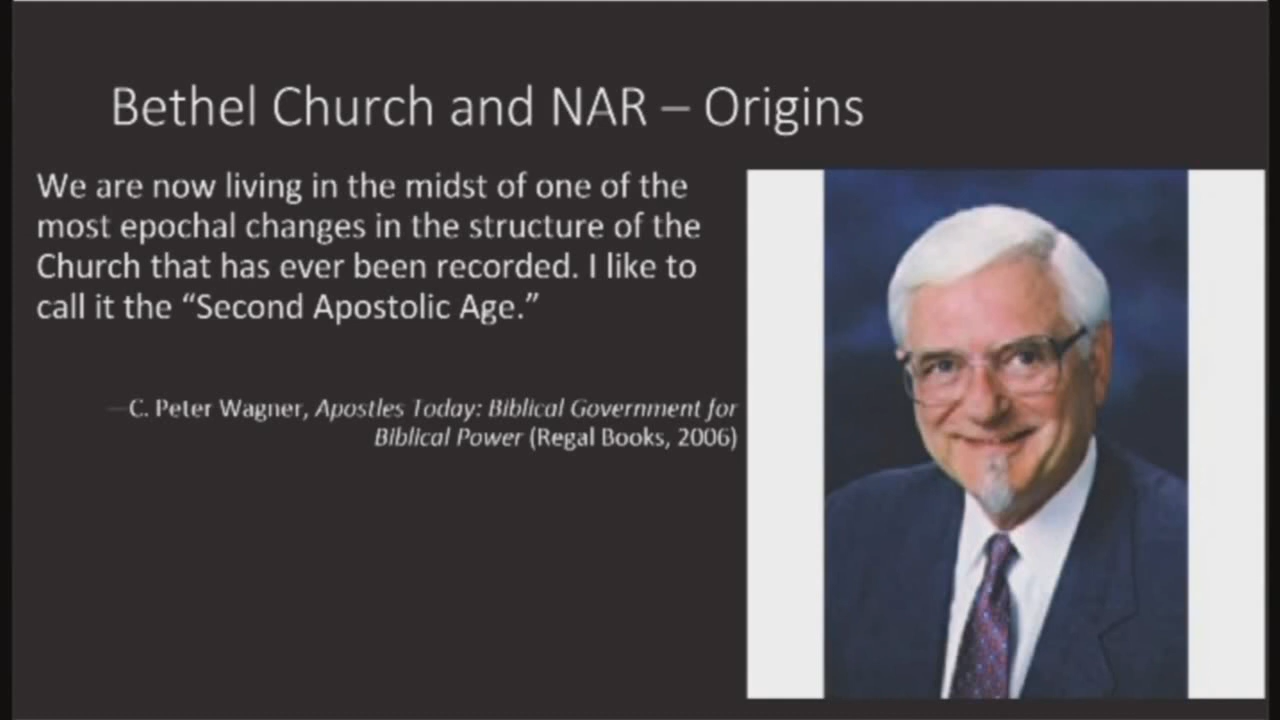 Bethel Church and NAR – Origins
We are now living in the midst of one of the
most epochal changes in the structure of the
Church that has ever been recorded. I like to
call it the “Second Apostolic Age.”
—C. Peter Wagner, Apostles Today: Biblical Government for
Biblical Power (Regal Books, 2006)